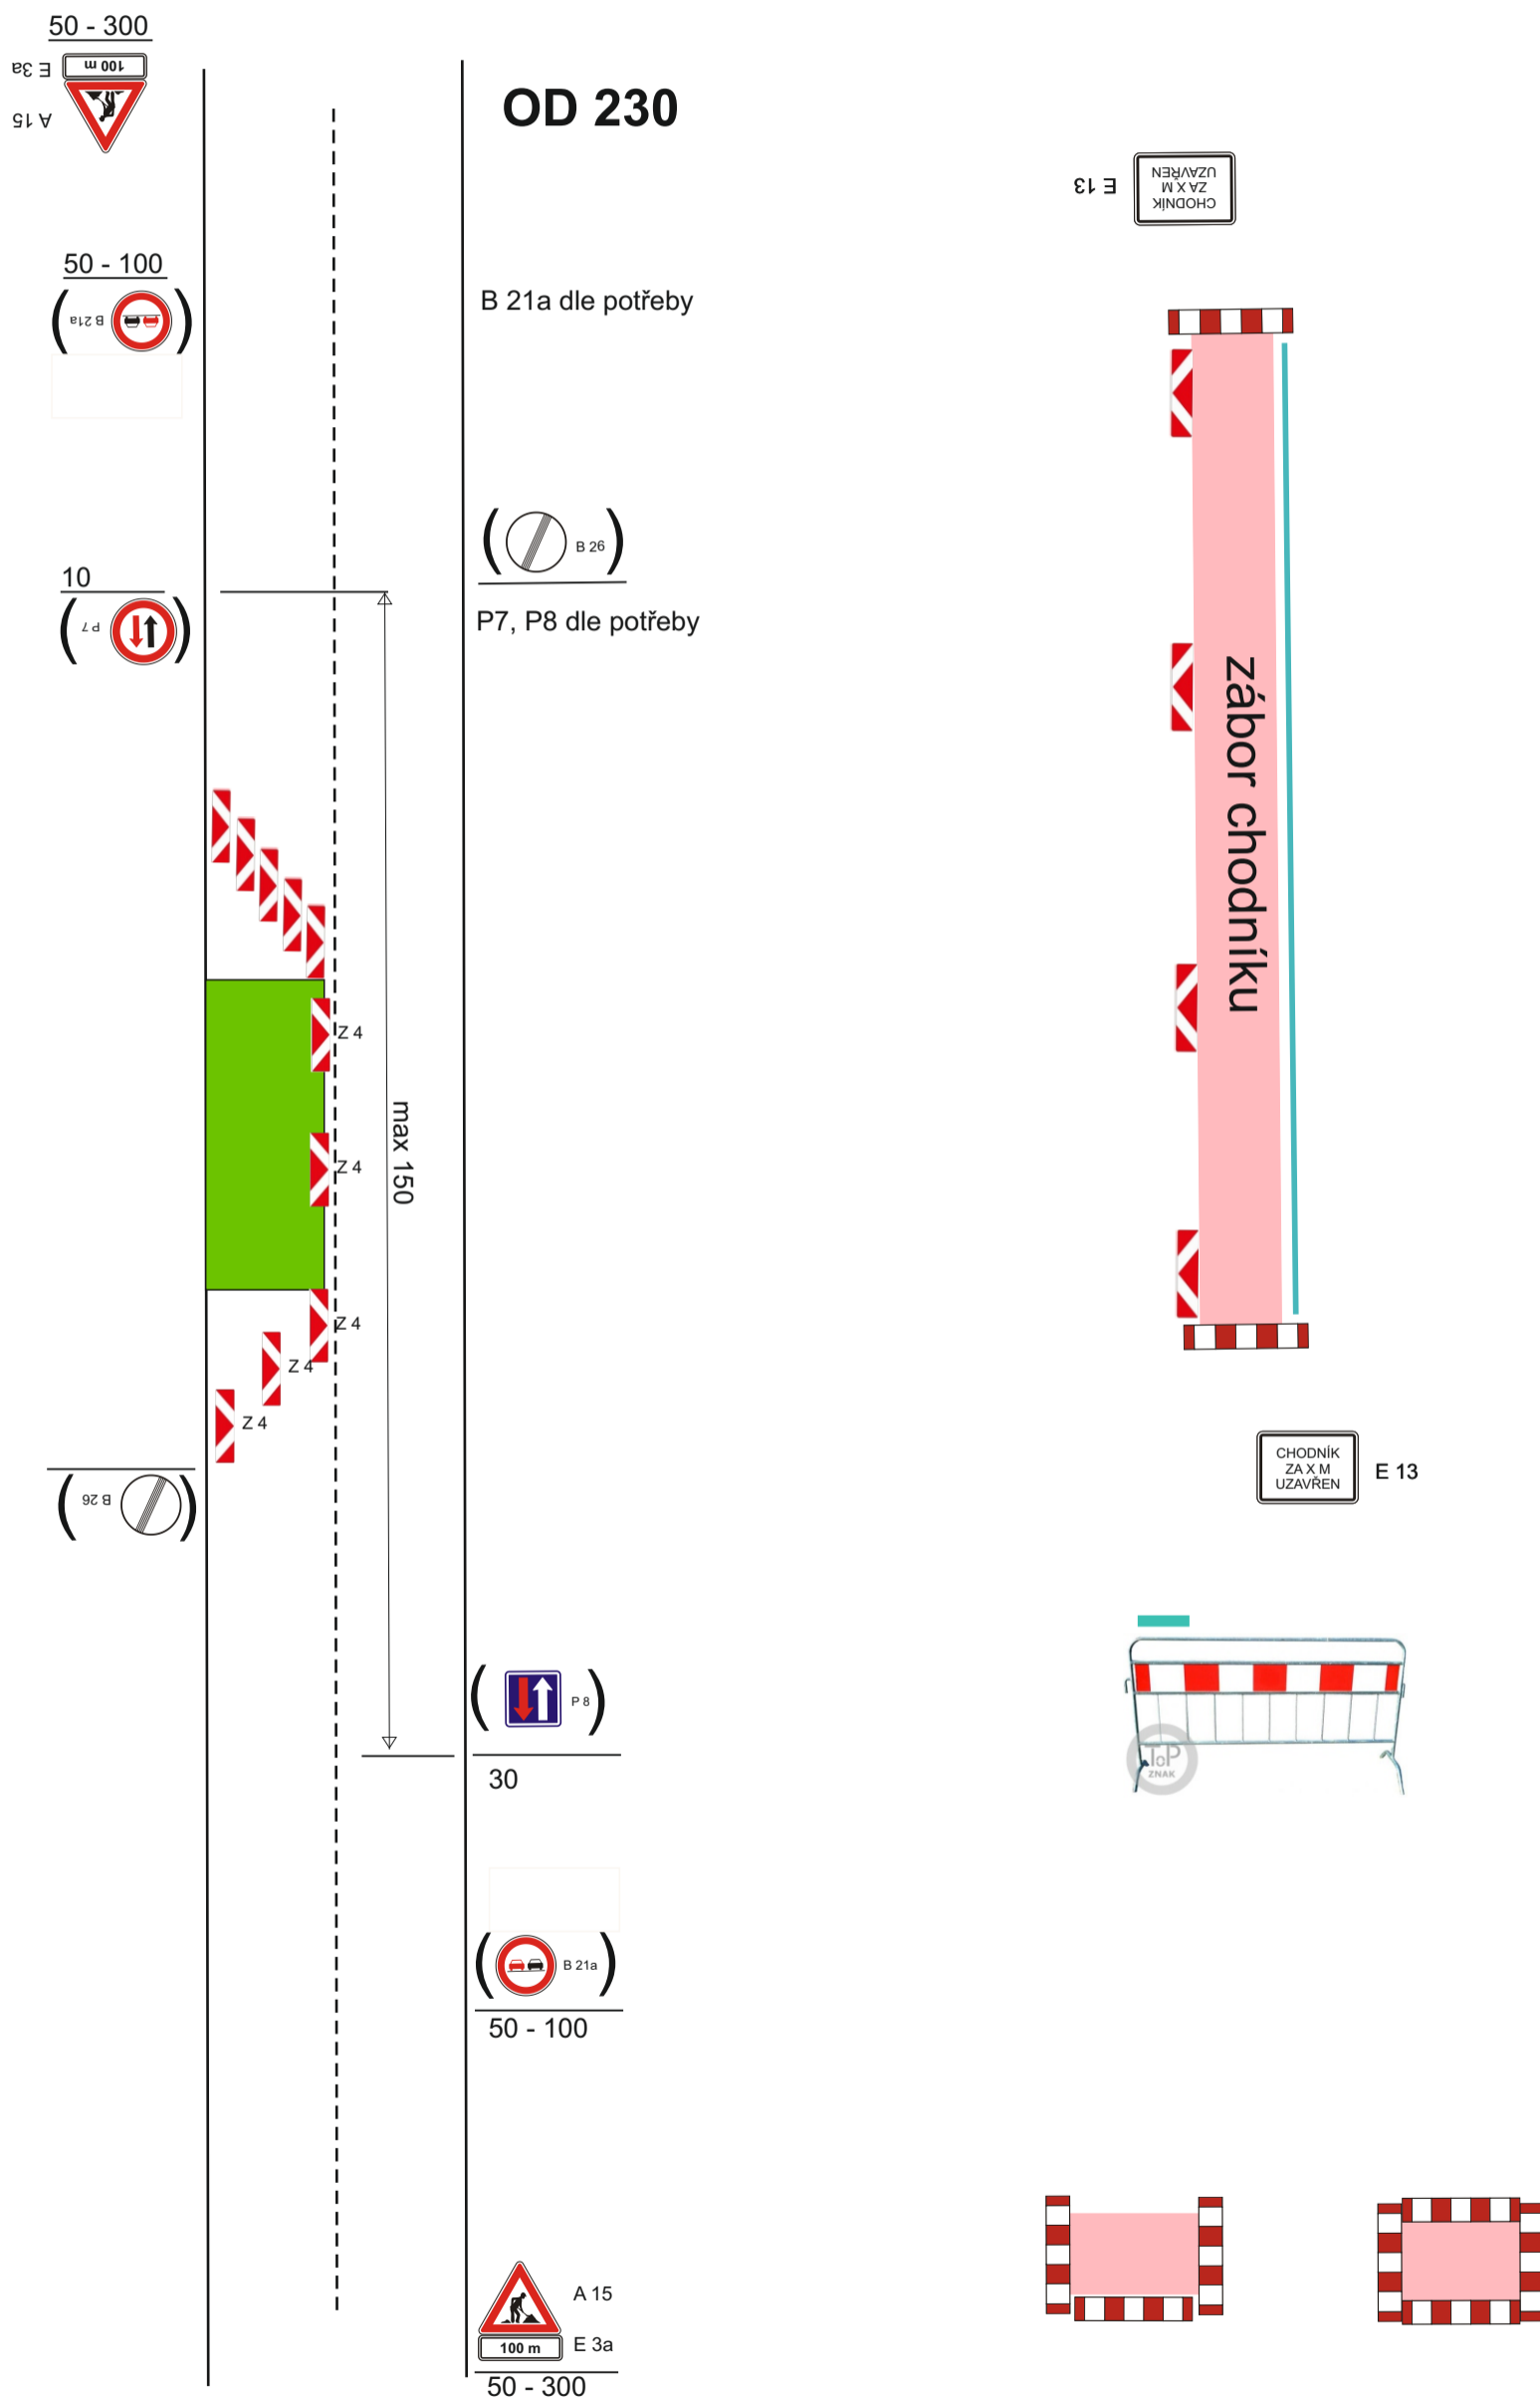 50 - 300
E 3a
100 m
A 15
OD 230
CHODNÍK
ZA X M
UZAVŘEN
E 13
50 - 100
B 21a
B 21a dle potřeby
B 26
10
P 7
P7, P8 dle potřeby
zábor chodníku
Z 4
max 150
Z 4
Z 4
Z 4
Z 4
B 26
CHODNÍK
ZA X M
UZAVŘEN
E 13
P 8
30
ToP
ZNAK
B 21a
50 - 100
A 15
100 m
E 3a
50 - 300